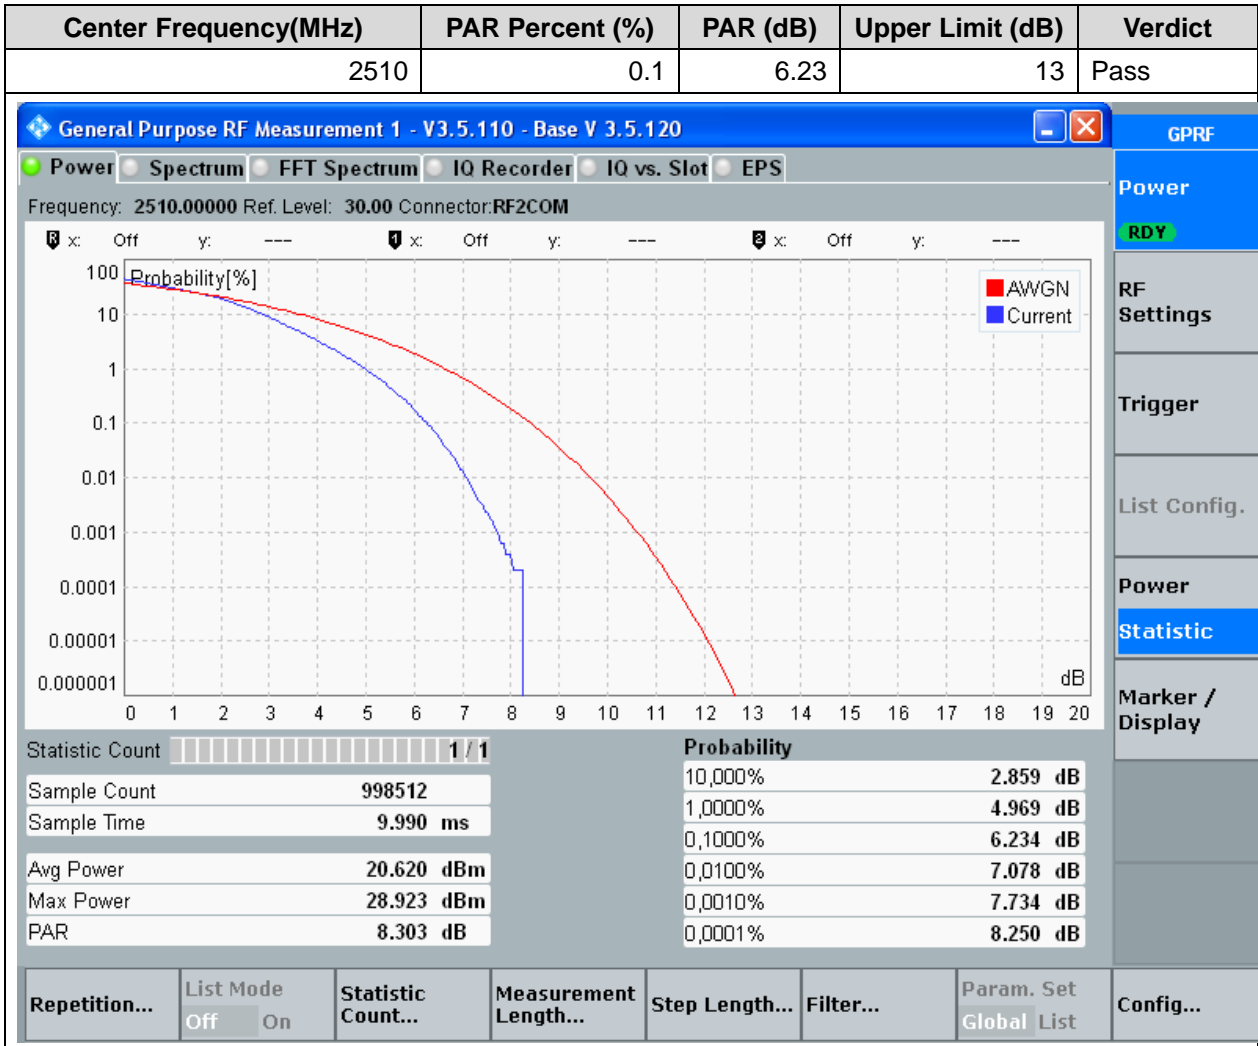 Center Frequency(MHz) PAR Percent (%) PAR (dB) Upper Limit (dB) Verdict
2510 0.1 6.23 13 Pass
General Purpose RF Measurement 1 - V3.5.110 - Base V 3.5.120
GPRF
Power Spectrum FFT Spectrum IQ Recorder IQ vs. Slot EPS
Frequency: 2510.00000 Ref. Level: 30.00 Connector:RF2COM
R x: Off y: --- 1 x: Off y: --- 2 x: Off y: ---
Probability[%]
100
10
1
0.1
0.01
0.001
0.0001
0.00001
0.000001
AWGN
Current
dB
0 1 2 3 4 5 6 7 8 9 10 11 12 13 14 15 16 17 18 19 20
Statistic Count 1 / 1
Sample Count 998512
Sample Time 9.990 ms
Avg Power 20.620 dBm
Max Power 28.923 dBm
PAR 8.303 dB
Probability
10,000% 2.859 dB
1,0000% 4.969 dB
0,1000% 6.234 dB
0,0100% 7.078 dB
0,0010% 7.734 dB
0,0001% 8.250 dB
Power
RDY
RF
Settings
Trigger
List Config.
Power
Statistic
Marker /
Display
Repetition...
List Mode
Off On
Statistic
Count...
Measurement
Length...
Step Length...
Filter...
Param. Set
Global List
Config...